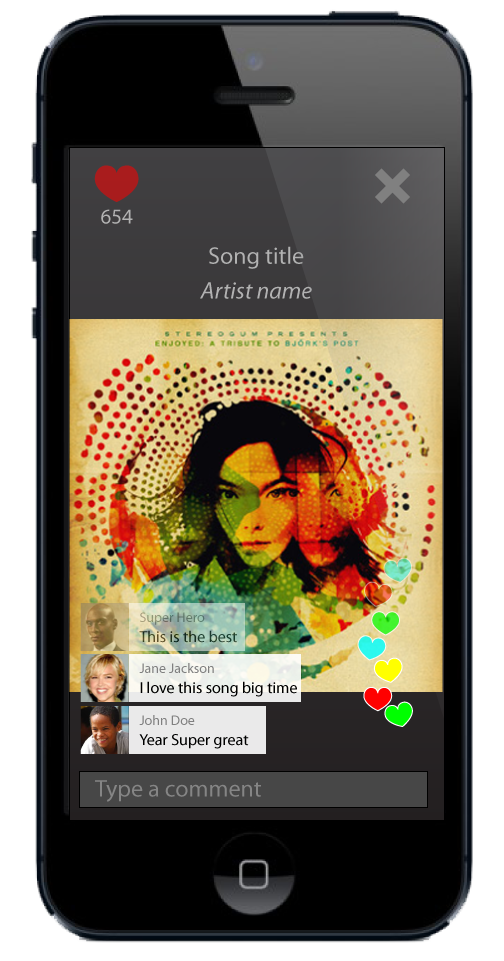 654
Song title
Artist name
STEREOGUM PRESENTS
ENJOYED: A TRIBUTE TO BJÖRK'S POST
Super Hero
This is the best
Jane Jackson
I love this song big time
John Doe
Year Super great
Type a comment